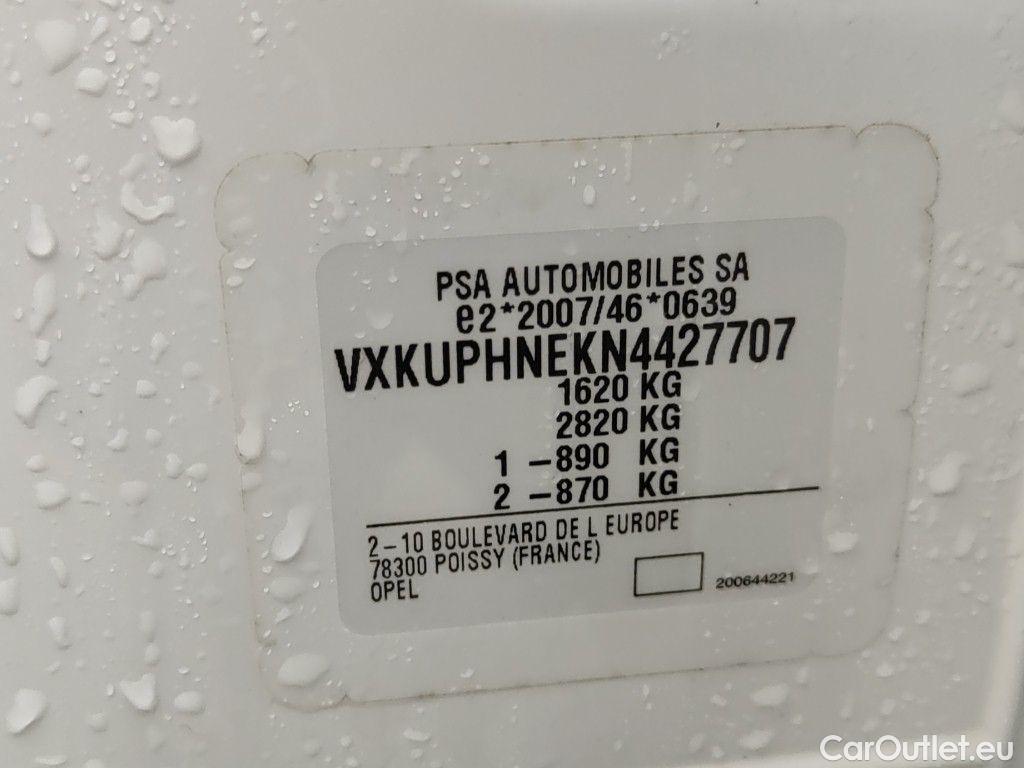 PSA AUTOMOBILES SA
e2*2007/46*0639
VXKUPHNEKN4427707
1620 KG
2820 KG
1 -890 KG
2 -870 KG
2-10 BOULEVARD DE L EUROPE
78300 POISSY (FRANCE)
OPEL
200644221
CarOutlet.eu